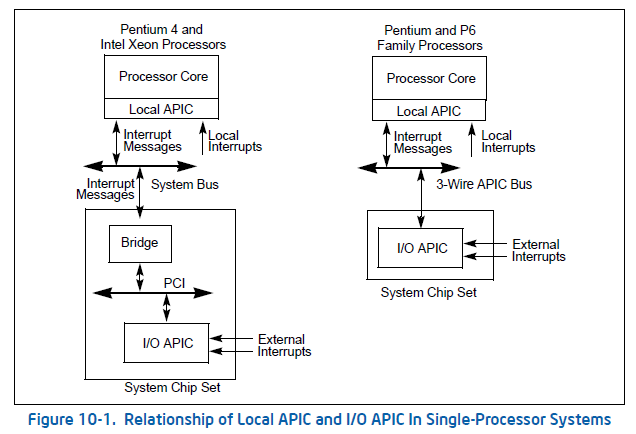 Pentium 4 and
Intel Xeon Processors
Processor Core
Local APIC
Interrupt
Messages
Local
Interrupts
Interrupt
Messages
System Bus
Bridge
PCI
I/O APIC
External
Interrupts
System Chip Set
Pentium and P6
Family Processors
Processor Core
Local APIC
Interrupt
Messages
Local
Interrupts
3-Wire APIC Bus
I/O APIC
External
Interrupts
System Chip Set
Figure 10-1. Relationship of Local APIC and I/O APIC In Single-Processor Systems